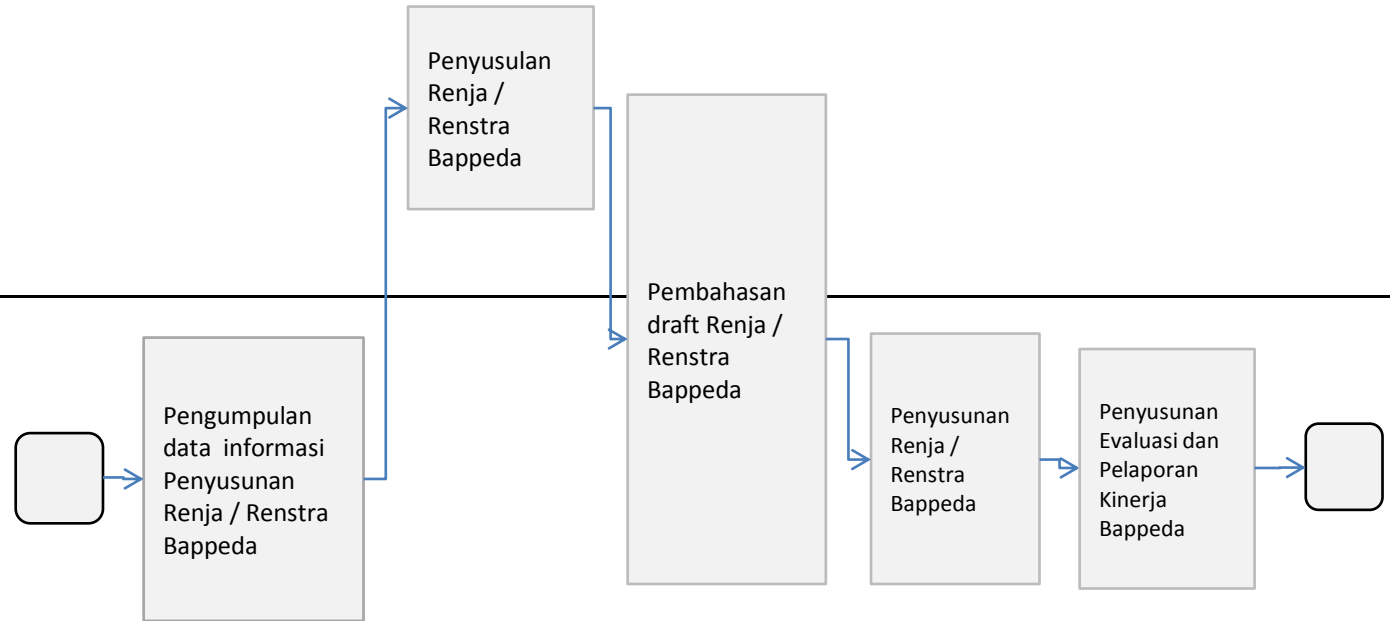 Pengumpulan
data informasi
Penyusunan
Renja / Renstra
Bappeda
Penyusulan
Renja /
Renstra
Bappeda
Pembahasan
draft Renja /
Renstra
Bappeda
Penyusunan
Renja /
Renstra
Bappeda
Penyusunan
Evaluasi dan
Pelaporan
Kinerja
Bappeda